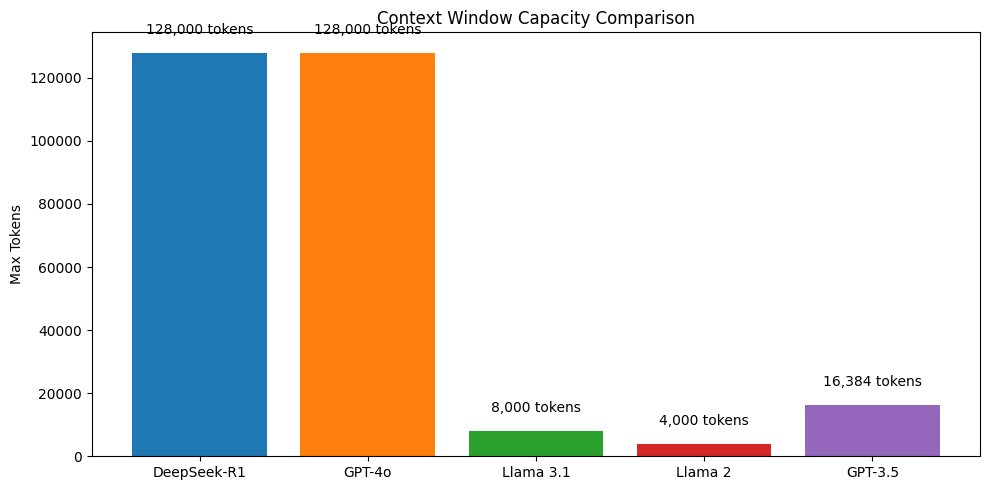 Context Window Capacity Comparison
128,000 tokens
128,000 tokens
120000
100000
80000
60000
40000
20000
0
Max Tokens
8,000 tokens
4,000 tokens
16,384 tokens
DeepSeek-R1
GPT-4o
Llama 3.1
Llama 2
GPT-3.5